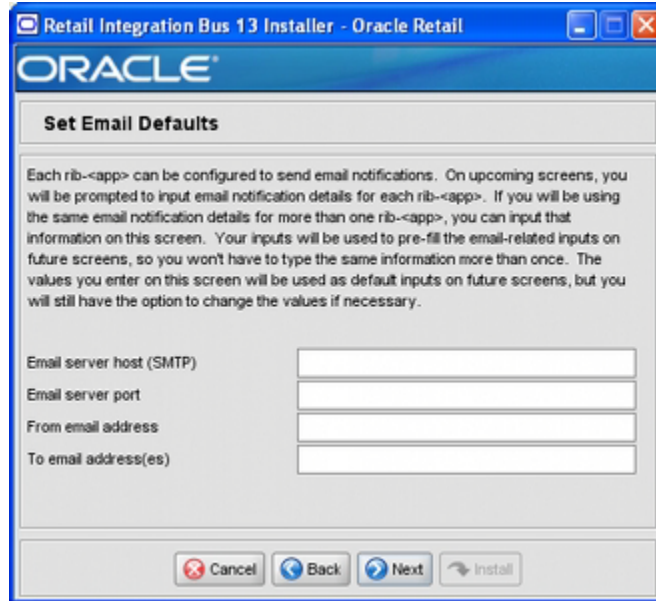 Retail Integration Bus 13 Installer - Oracle Retail
ORACLE®
Set Email Defaults
Each rib-<app> can be configured to send email notifications. On upcoming screens, you
will be prompted to input email notification details for each rib-<app>. If you will be using
the same email notification details for more than one rib-<app>, you can input that
information on this screen. Your inputs will be used to pre-fill the email-related inputs on
future screens, so you won't have to type the same information more than once. The
values you enter on this screen will be used as default inputs on future screens, but you
will still have the option to change the values if necessary.
Email server host (SMTP)
Email server port
From email address
To email address(es)
Cancel Back Next Install